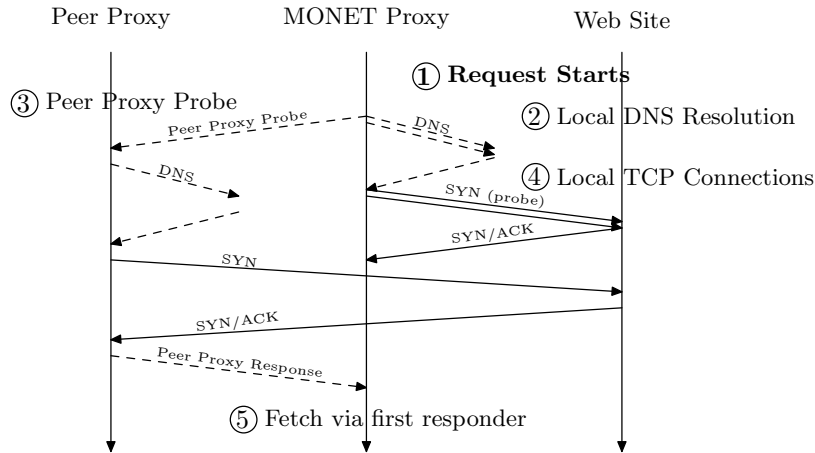 Peer Proxy MONET Proxy Web Site
① Request Starts
③ Peer Proxy Probe
Peer Proxy Probe
DNS
② Local DNS Resolution
DNS
④ Local TCP Connections
SYN (probe)
SYN/ACK
SYN
SYN/ACK
Peer Proxy Response
⑤ Fetch via first responder